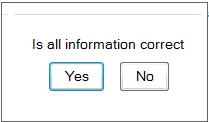 Is all information correct
Yes No